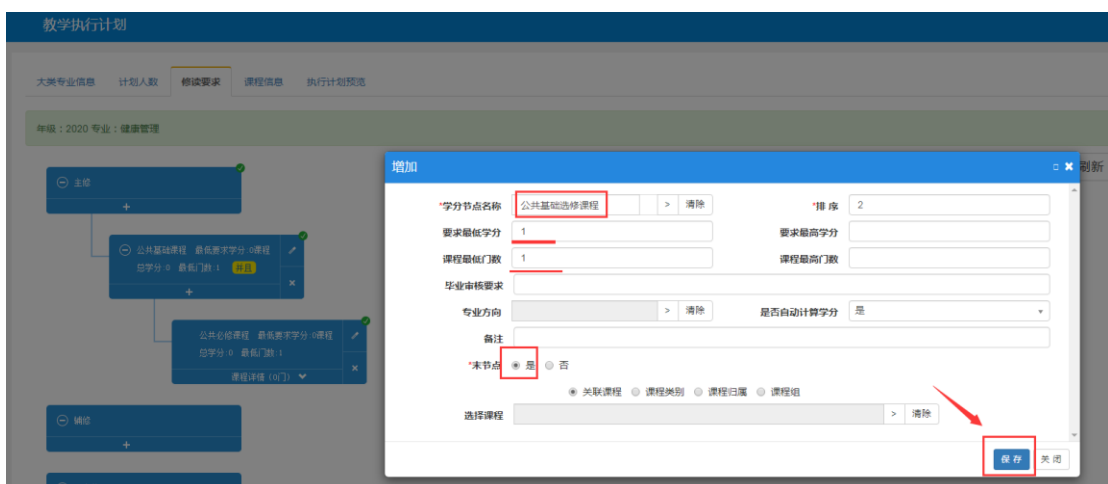 教学执行计划
大类专业信息 计划人数 修读要求 课程信息 执行计划预览
年级：2020 专业：健康管理
刷新
主修
+
公共基础课程 最低要求学分:0课程
总学分:0 最低门数:1 并且
+
公共必修课程 最低要求学分:0课程
总学分:0 最低门数:1
课程详情（0门）
辅修
+
增加
*学分节点名称 公共基础选修课程 > 清除 *排 序 2
要求最低学分 1 要求最高学分
课程最低门数 1 课程最高门数
毕业审核要求
专业方向 > 清除 是否自动计算学分 是
备注
*末节点 是 否
关联课程 课程类别 课程归属 课程组
选择课程 > 清除
保存 关闭